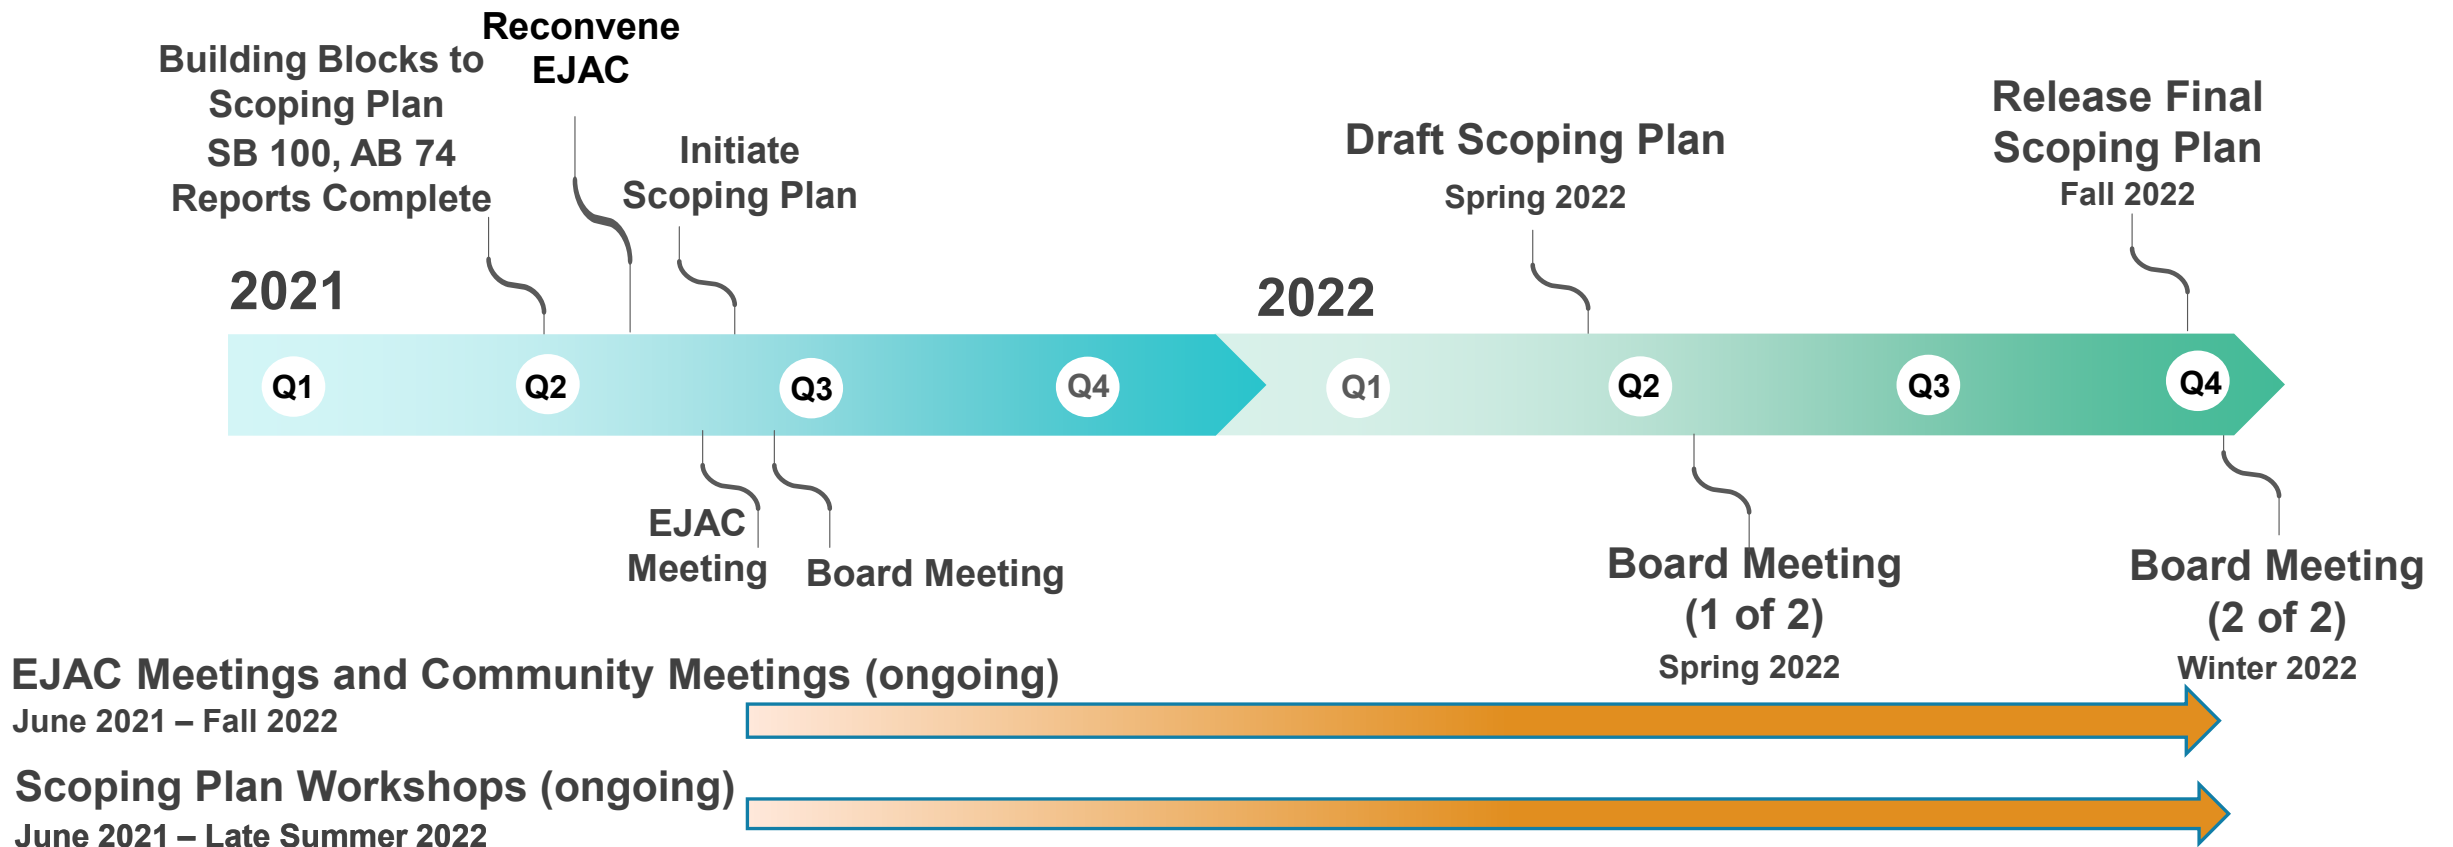 Reconvene
EJAC
Building Blocks to
Scoping Plan
SB 100, AB 74
Reports Complete
Initiate
Scoping Plan
Draft Scoping Plan
Spring 2022
Release Final
Scoping Plan
Fall 2022
2021
2022
Q1
Q2
Q3
Q4
Q1
Q2
Q3
Q4
EJAC
Meeting
Board Meeting
Board Meeting
(1 of 2)
Spring 2022
Board Meeting
(2 of 2)
Winter 2022
EJAC Meetings and Community Meetings (ongoing)
June 2021 – Fall 2022
Scoping Plan Workshops (ongoing)
June 2021 – Late Summer 2022